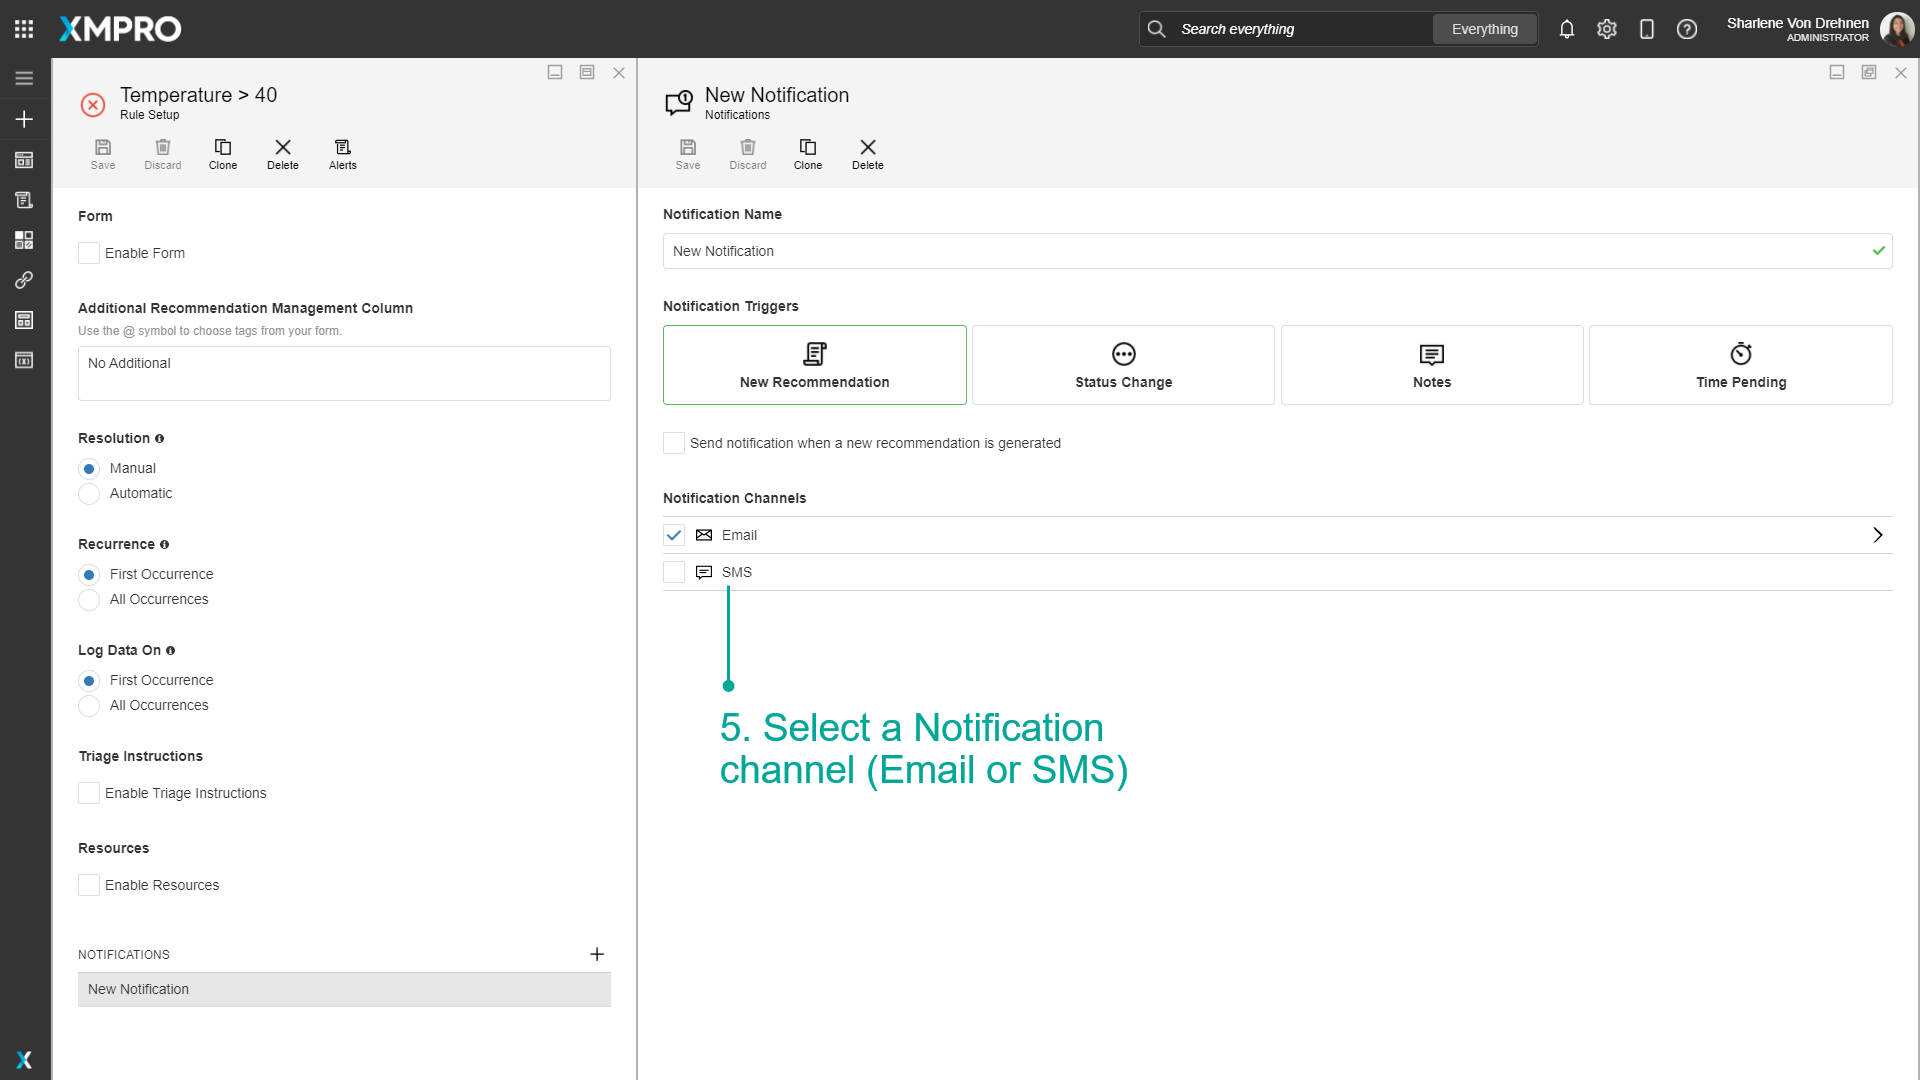 XMPRO
Search everything
Everything
Sharlene Von Drehnen
ADMINISTRATOR
Temperature > 40
Rule Setup
Save
Discard
Clone
Delete
Alerts
Form
Enable Form
Additional Recommendation Management Column
Use the @ symbol to choose tags from your form.
No Additional
Resolution
Manual
Automatic
Recurrence
First Occurrence
All Occurrences
Log Data On
First Occurrence
All Occurrences
Triage Instructions
Enable Triage Instructions
Resources
Enable Resources
NOTIFICATIONS
New Notification
New Notification
Notifications
Save
Discard
Clone
Delete
Notification Name
New Notification
Notification Triggers
New Recommendation
Status Change
Notes
Time Pending
Send notification when a new recommendation is generated
Notification Channels
Email
SMS
5. Select a Notification
channel (Email or SMS)